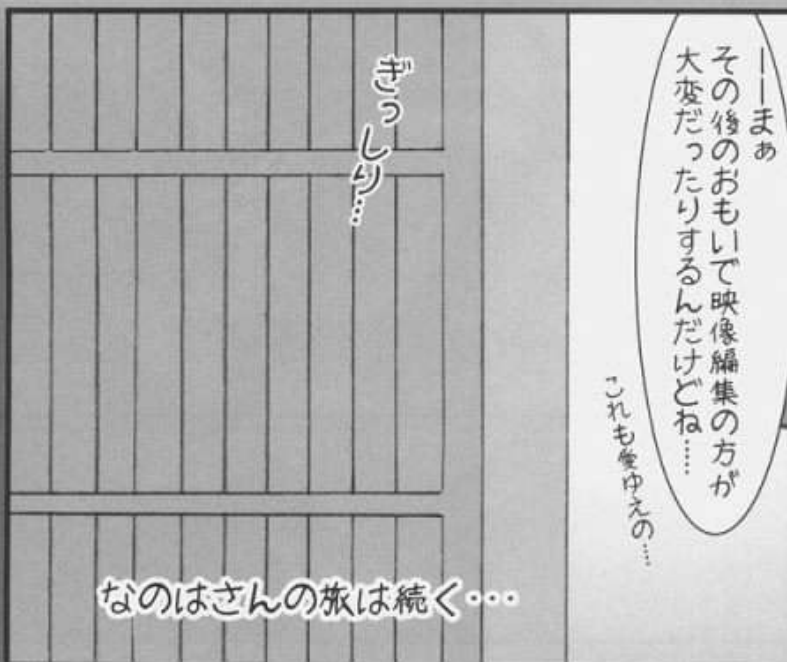 ――まぁ
その後のおもいで映像編集の方が
大変だったりするんだけどね……
これも愛ゆえの…
ぎっしり…
なのはさんの旅は続く…